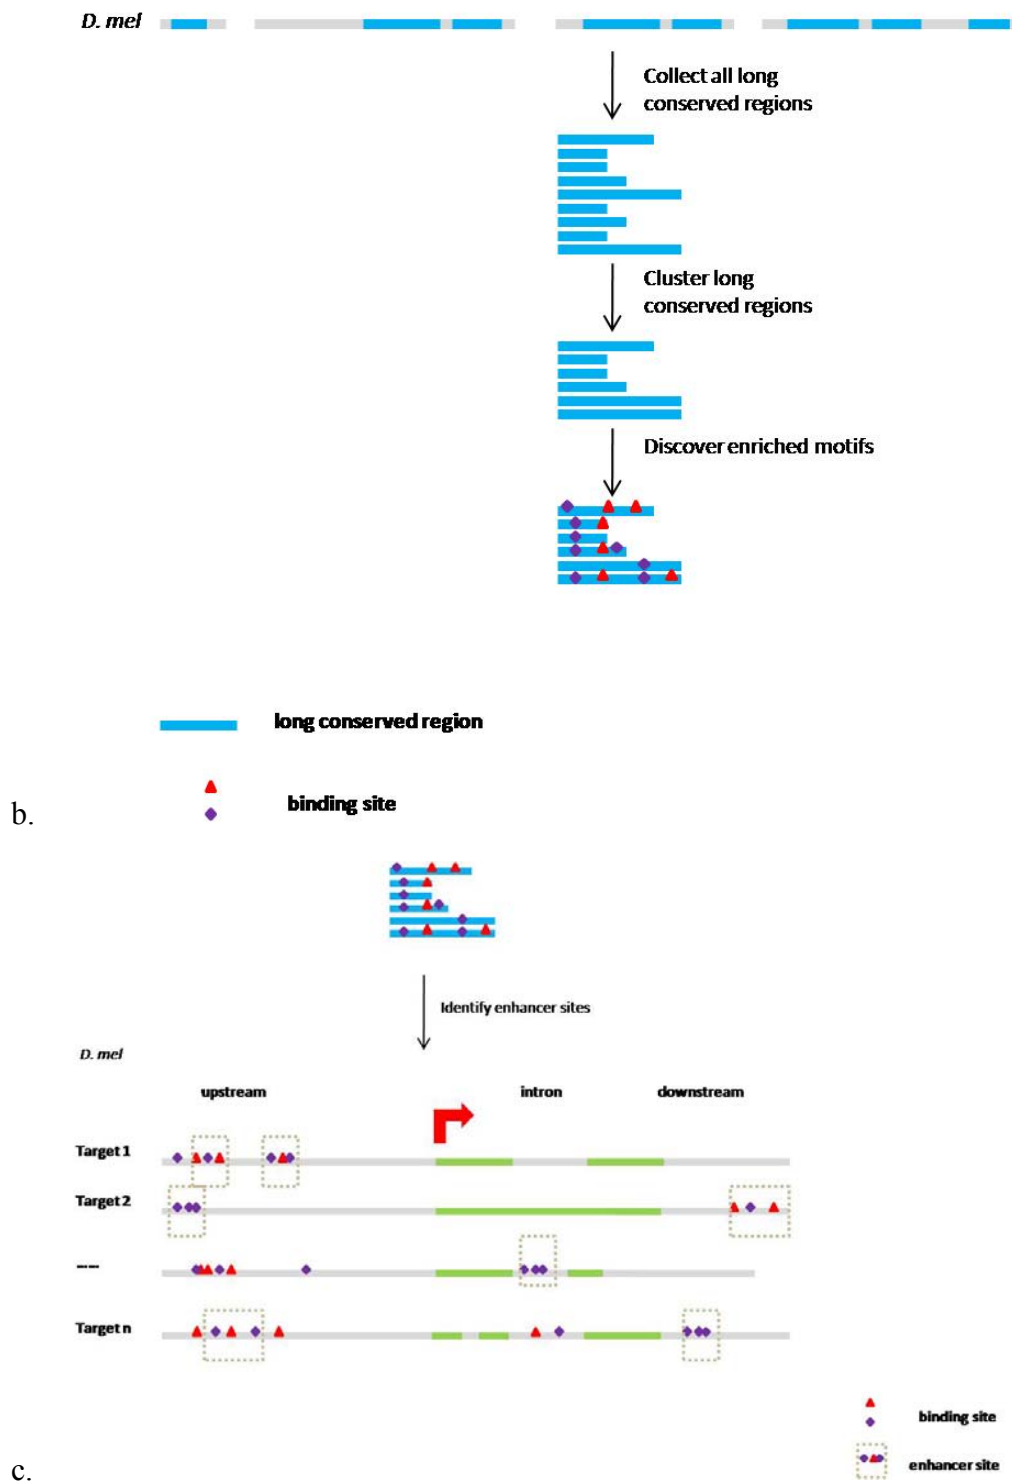 D. mel
Collect all long
conserved regions
Cluster long
conserved regions
Discover enriched motifs
long conserved region
binding site
b.
Identify enhancer sites
D. mel
upstream
intron
downstream
Target 1
Target 2
......
Target n
binding site
enhancer site
c.